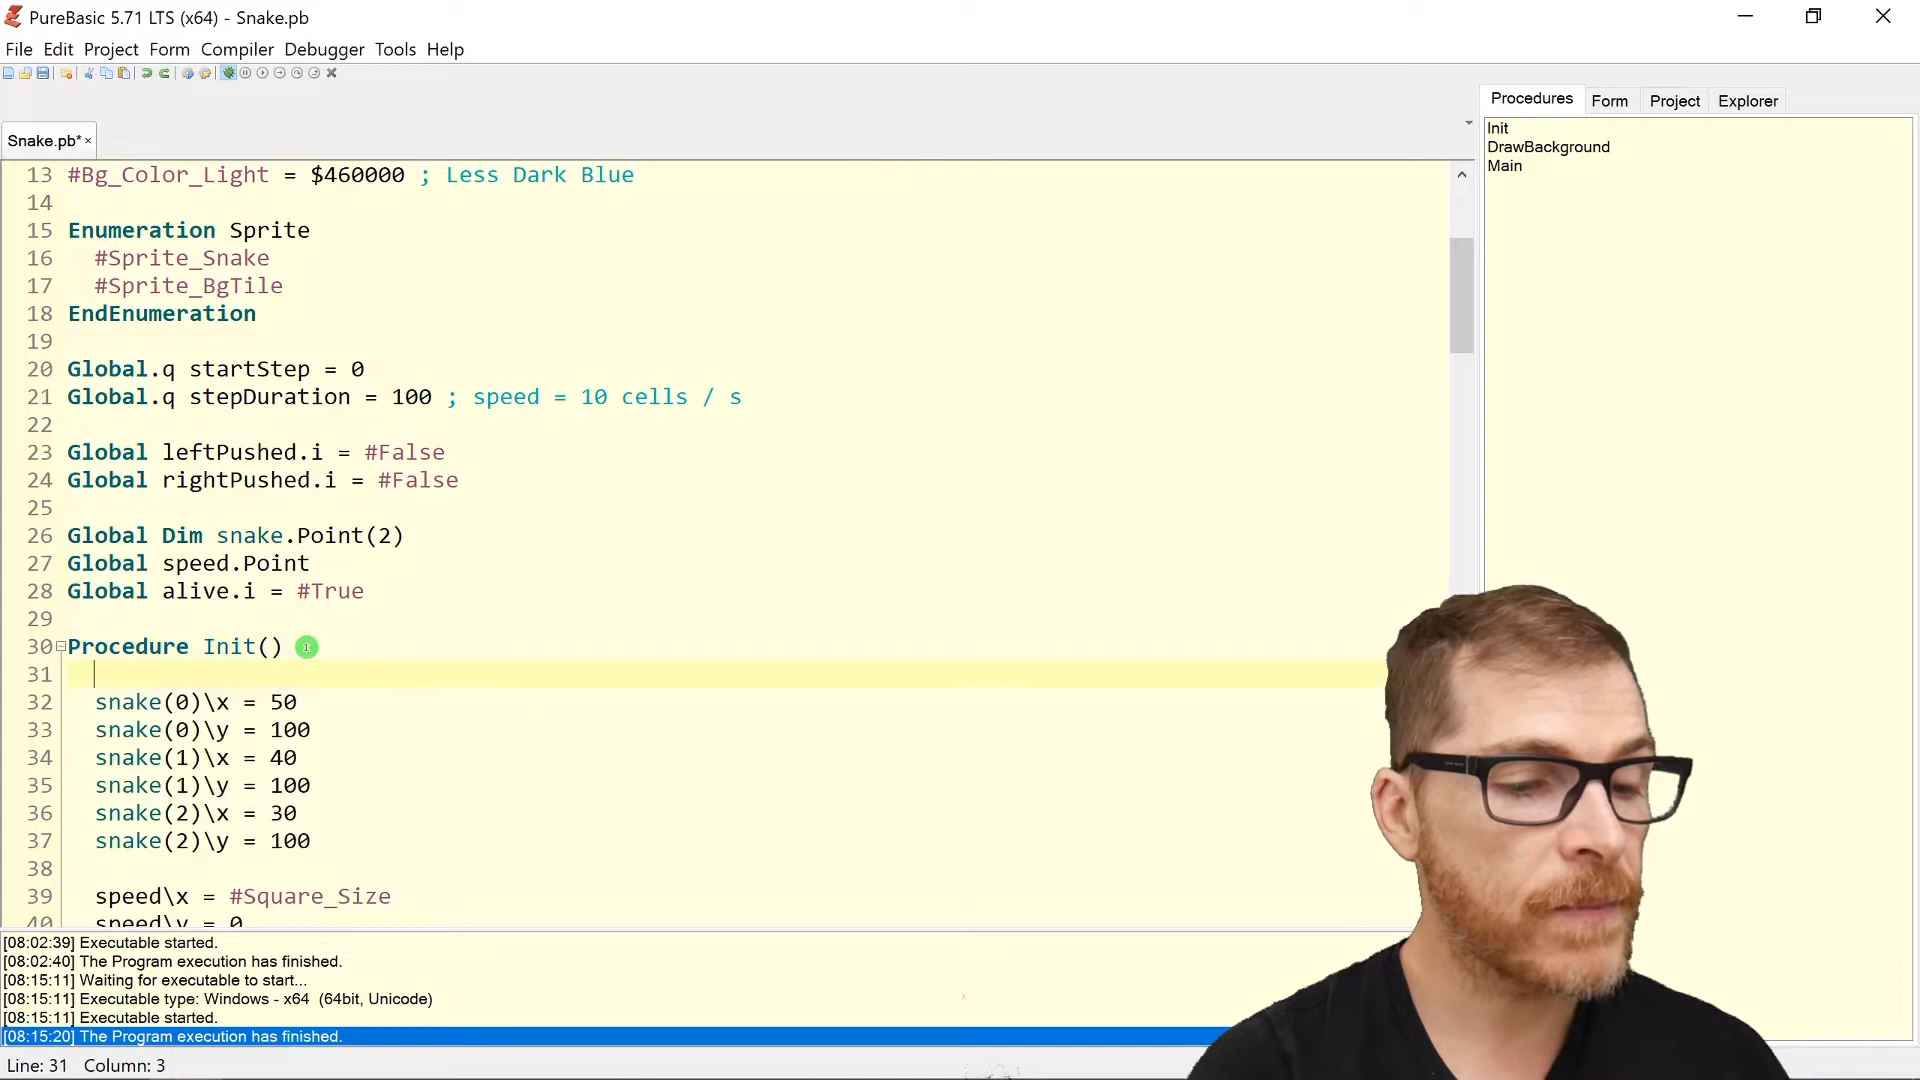 PureBasic 5.71 LTS (x64) - Snake.pb
File Edit Project Form Compiler Debugger Tools Help
Procedures Form Project Explorer
Snake.pb*
Init
DrawBackground
Main
13 #Bg_Color_Light = $460000 ; Less Dark Blue
14
15 Enumeration Sprite
16 #Sprite_Snake
17 #Sprite_BgTile
18 EndEnumeration
19
20 Global.q startStep = 0
21 Global.q stepDuration = 100 ; speed = 10 cells / s
22
23 Global leftPushed.i = #False
24 Global rightPushed.i = #False
25
26 Global Dim snake.Point(2)
27 Global speed.Point
28 Global alive.i = #True
29
30 Procedure Init()
31
32 snake(0)\x = 50
33 snake(0)\y = 100
34 snake(1)\x = 40
35 snake(1)\y = 100
36 snake(2)\x = 30
37 snake(2)\y = 100
38
39 speed\x = #Square_Size
40 speed\y = 0
[08:02:39] Executable started.
[08:02:40] The Program execution has finished.
[08:15:11] Waiting for executable to start...
[08:15:11] Executable type: Windows - x64 (64bit, Unicode)
[08:15:11] Executable started.
[08:15:20] The Program execution has finished.
Line: 31 Column: 3